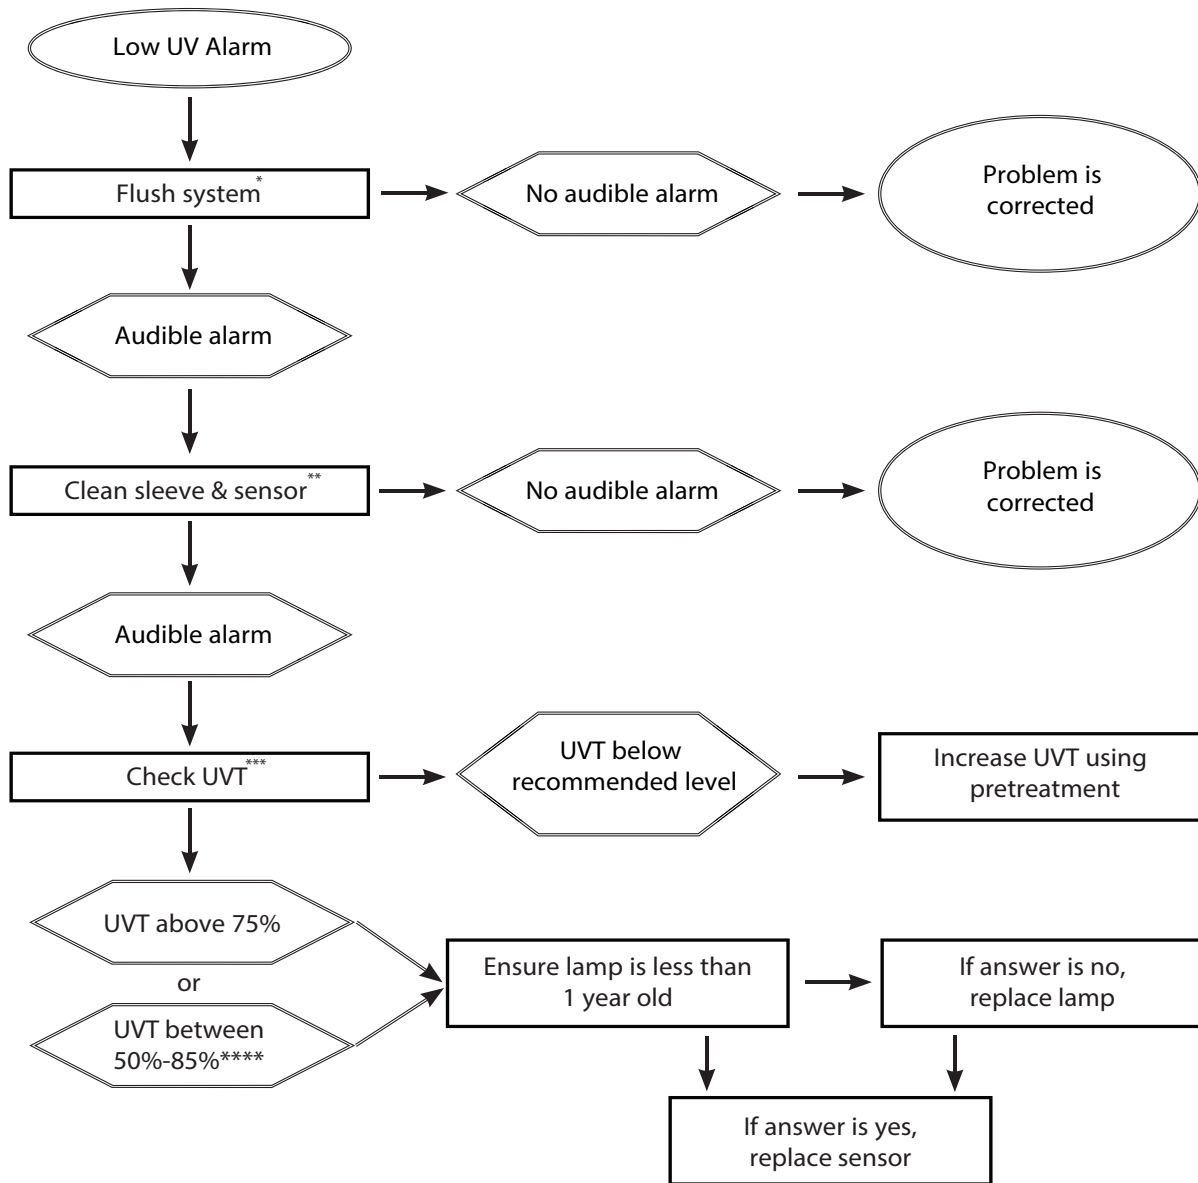 Low UV Alarm
Flush system*
No audible alarm
Problem is
corrected
Audible alarm
Clean sleeve & sensor**
No audible alarm
Problem is
corrected
Audible alarm
Check UVT***
UVT below
recommended level
Increase UVT using
pretreatment
UVT above 75%
or
UVT between
50%-85%****
Ensure lamp is less than
1 year old
If answer is no,
replace lamp
If answer is yes,
replace sensor